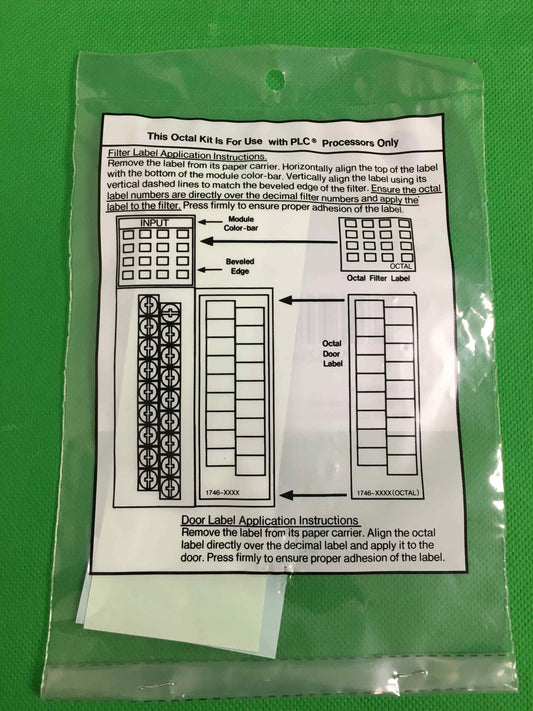 This Octal Kit Is For Use with PLC® Processors Only
Filter Label Application Instructions.
Remove the label from its paper carrier. Horizontally align the top of the label
with the bottom of the module color-bar. Vertically align the label using its
vertical dashed lines to match the beveled edge of the filter. Ensure the octal
label numbers are directly over the decimal filter numbers and apply the
label to the filter. Press firmly to ensure proper adhesion of the label.
INPUT
Module
Color-bar
Beveled
Edge
OCTAL
Octal Filter Label
Octal
Door
Label
1746-XXXX
1746-XXXX(OCTAL)
Door Label Application Instructions
Remove the label from its paper carrier. Align the octal
label directly over the decimal label and apply it to the
door. Press firmly to ensure proper adhesion of the label.